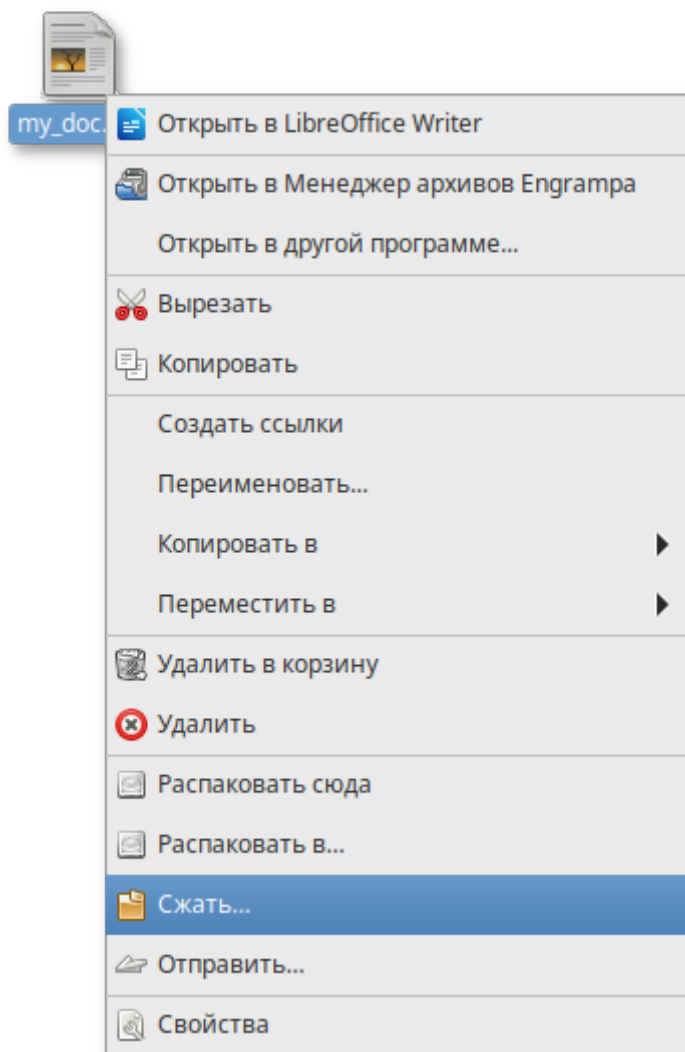 my_doc.
Открыть в LibreOffice Writer
Открыть в Менеджер архивов Engrampa
Открыть в другой программе...
Вырезать
Копировать
Создать ссылки
Переименовать...
Копировать в
Переместить в
Удалить в корзину
Удалить
Распаковать сюда
Распаковать в...
Сжать...
Отправить...
Свойства